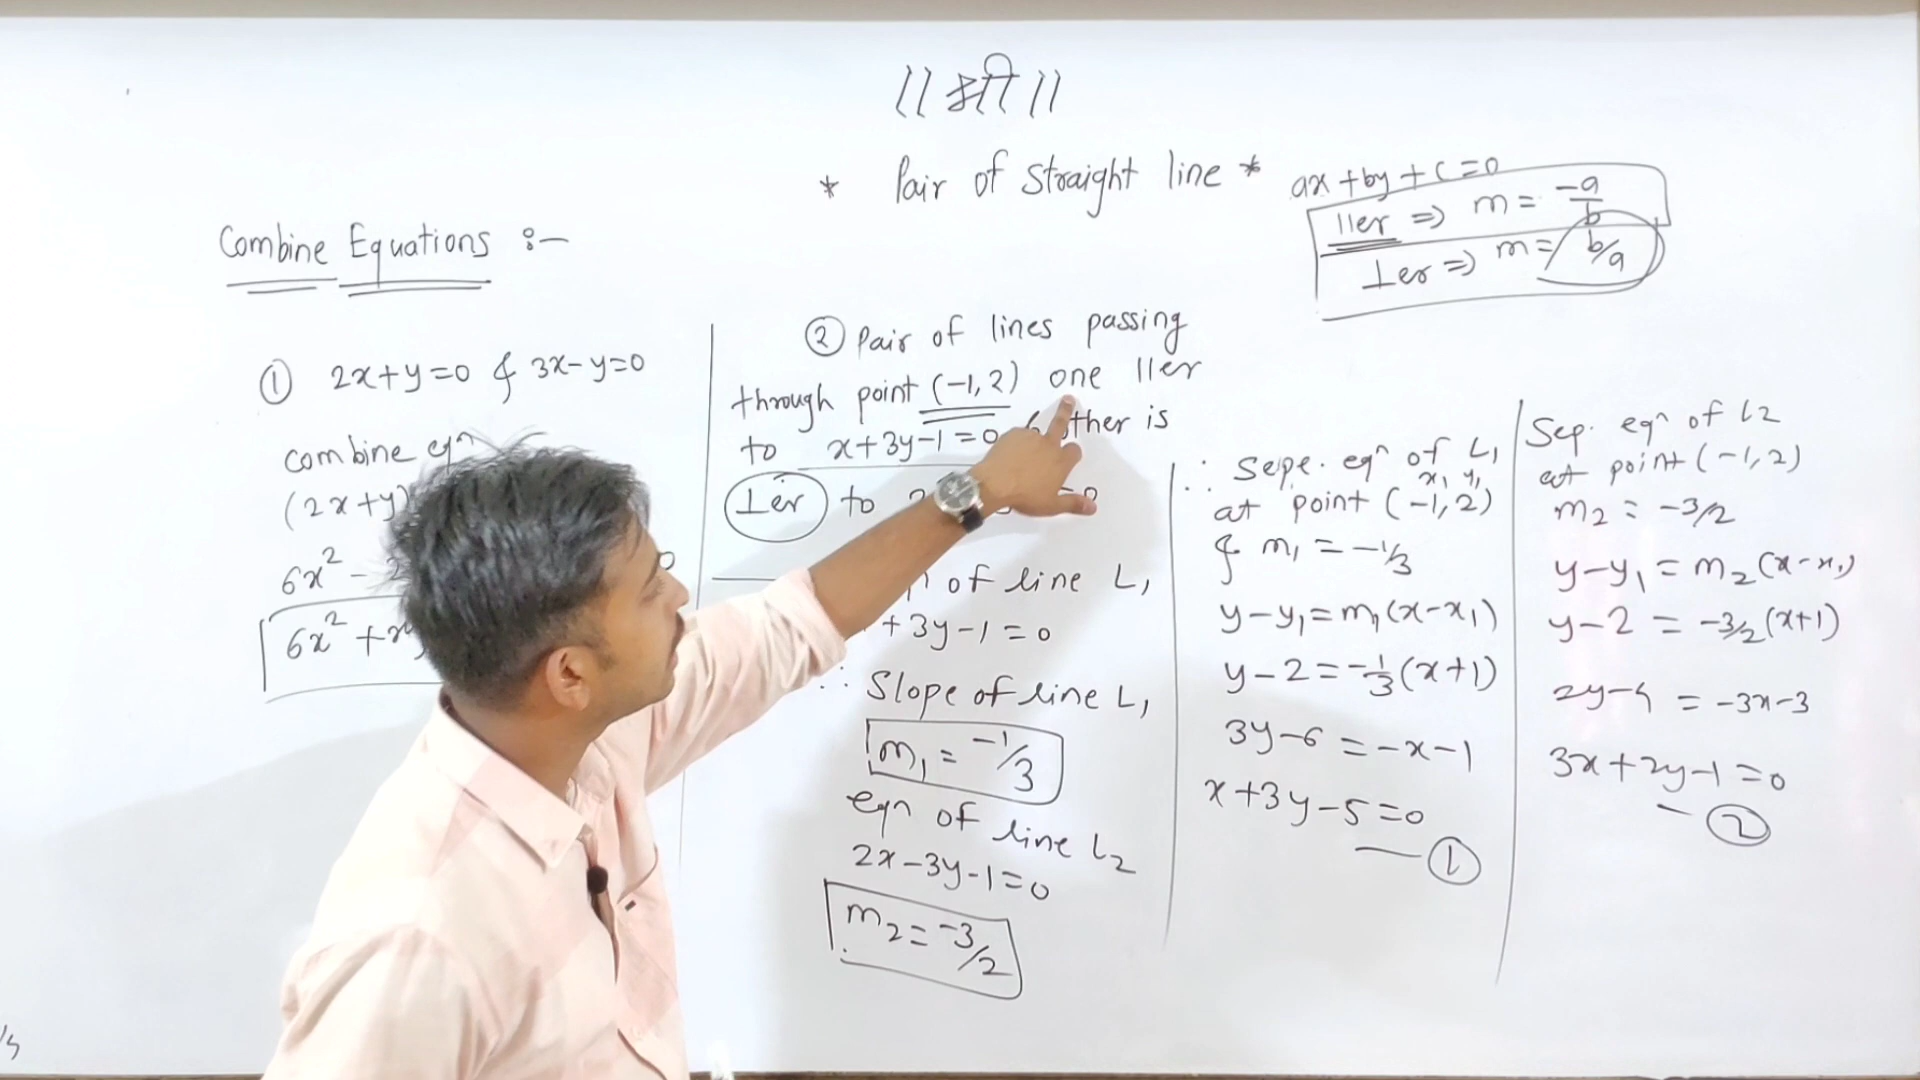 ॥ श्री ॥
* Pair of Straight line *
ax+by+c=0
ller => m = -a/b
⊥er => m = b/a
Combine Equations :-
① 2x+y=0 & 3x-y=0
combine eqn
(2x+y)
6x² -
6x² +
② Pair of lines passing
through point (-1,2) one ller
to x+3y-1=0 & other is
⊥er to
of line L₁
+3y-1=0
∴ Slope of line L₁
m₁ = -1/3
eqn of line L₂
2x-3y-1=0
m₂ = -3/2
∴ Sepe. eqn of L₁
x₁ y₁
at point (-1,2)
& m₁ = -1/3
y-y₁=m₁(x-x₁)
y-2=-1/3(x+1)
3y-6=-x-1
x+3y-5=0
— ①
Sep. eqn of L2
at point (-1,2)
m₂ = -3/2
y-y₁ = m₂(x-x₁)
y-2 = -3/2(x+1)
2y-4 = -3x-3
3x+2y-1=0
— ②